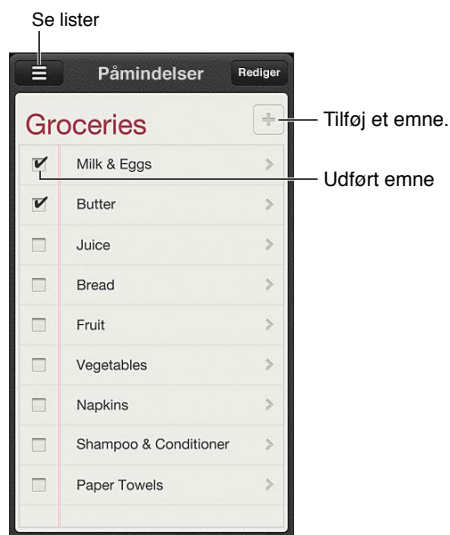 Se lister
Påmindelser
Rediger
Groceries
Tilføj et emne.
Milk & Eggs
Udført emne
Butter
Juice
Bread
Fruit
Vegetables
Napkins
Shampoo & Conditioner
Paper Towels